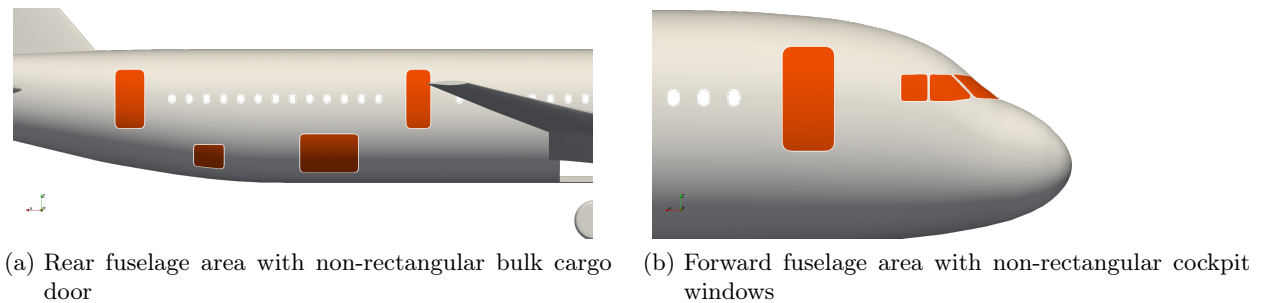 (a) Rear fuselage area with non-rectangular bulk cargo
door
(b) Forward fuselage area with non-rectangular cockpit
windows